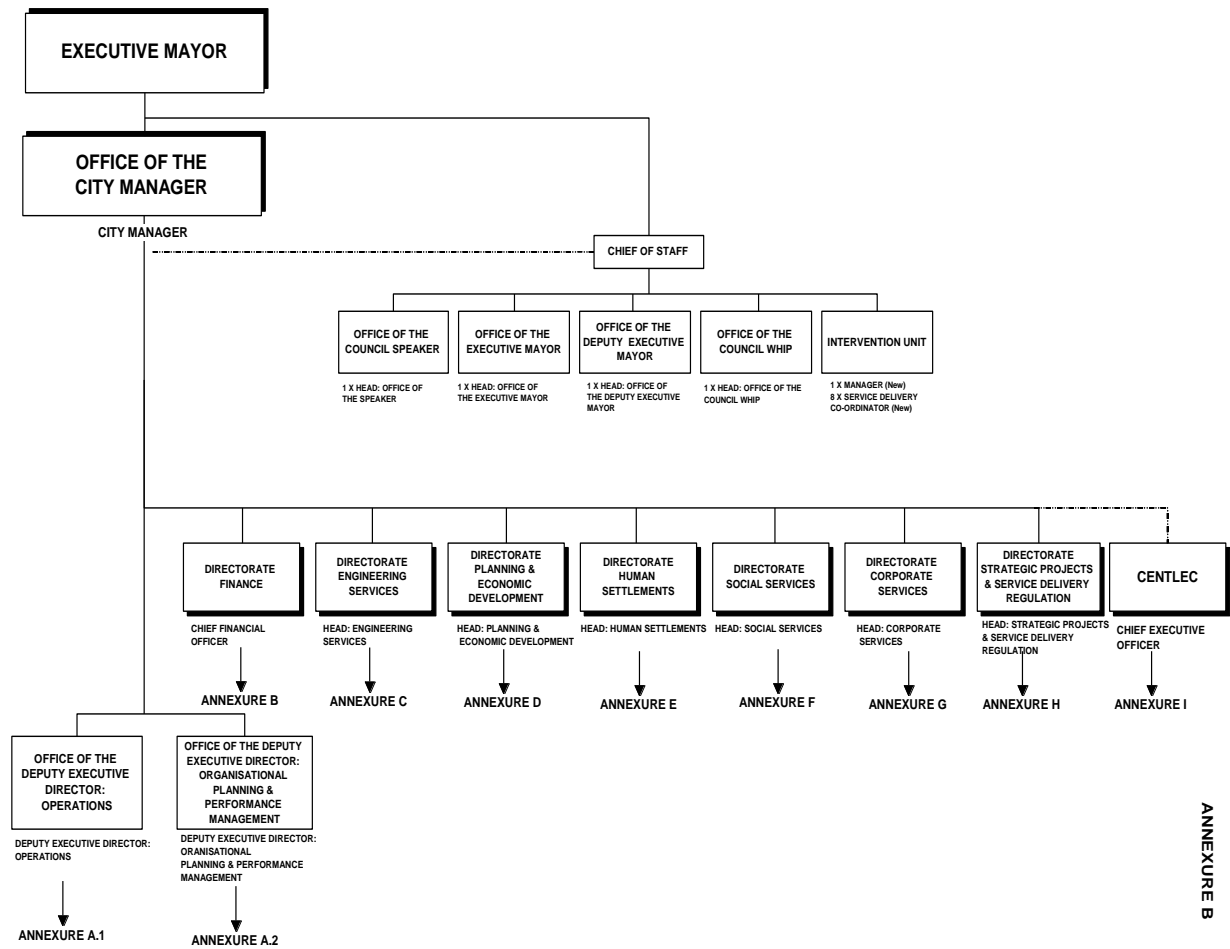 EXECUTIVE MAYOR
OFFICE OF THE
CITY MANAGER
CITY MANAGER
CHIEF OF STAFF
OFFICE OF THE
COUNCIL SPEAKER
1 X HEAD: OFFICE OF
THE SPEAKER
OFFICE OF THE
EXECUTIVE MAYOR
1 X HEAD: OFFICE OF
THE EXECUTIVE MAYOR
OFFICE OF THE
DEPUTY EXECUTIVE
MAYOR
1 X HEAD: OFFICE OF
THE DEPUTY EXECUTIVE
MAYOR
OFFICE OF THE
COUNCIL WHIP
1 X HEAD: OFFICE OF THE
COUNCIL WHIP
INTERVENTION UNIT
1 X MANAGER (New)
8 X SERVICE DELIVERY
CO-ORDINATOR (New)
DIRECTORATE
FINANCE
CHIEF FINANCIAL
OFFICER
ANNEXURE B
DIRECTORATE
ENGINEERING
SERVICES
HEAD: ENGINEERING
SERVICES
ANNEXURE C
DIRECTORATE
PLANNING &
ECONOMIC
DEVELOPMENT
HEAD: PLANNING &
ECONOMIC DEVELOPMENT
ANNEXURE D
DIRECTORATE
HUMAN
SETTLEMENTS
HEAD: HUMAN SETTLEMENTS
ANNEXURE E
DIRECTORATE
SOCIAL SERVICES
HEAD: SOCIAL SERVICES
ANNEXURE F
DIRECTORATE
CORPORATE
SERVICES
HEAD: CORPORATE
SERVICES
ANNEXURE G
DIRECTORATE
STRATEGIC PROJECTS
& SERVICE DELIVERY
REGULATION
HEAD: STRATEGIC PROJECTS
& SERVICE DELIVERY
REGULATION
ANNEXURE H
CENTLEC
CHIEF EXECUTIVE
OFFICER
ANNEXURE I
OFFICE OF THE
DEPUTY EXECUTIVE
DIRECTOR:
OPERATIONS
DEPUTY EXECUTIVE DIRECTOR:
OPERATIONS
ANNEXURE A.1
OFFICE OF THE DEPUTY
EXECUTIVE DIRECTOR:
ORGANISATIONAL
PLANNING &
PERFORMANCE
MANAGEMENT
DEPUTY EXECUTIVE DIRECTOR:
ORANISATIONAL
PLANNING & PERFORMANCE
MANAGEMENT
ANNEXURE A.2
ANNEXURE B